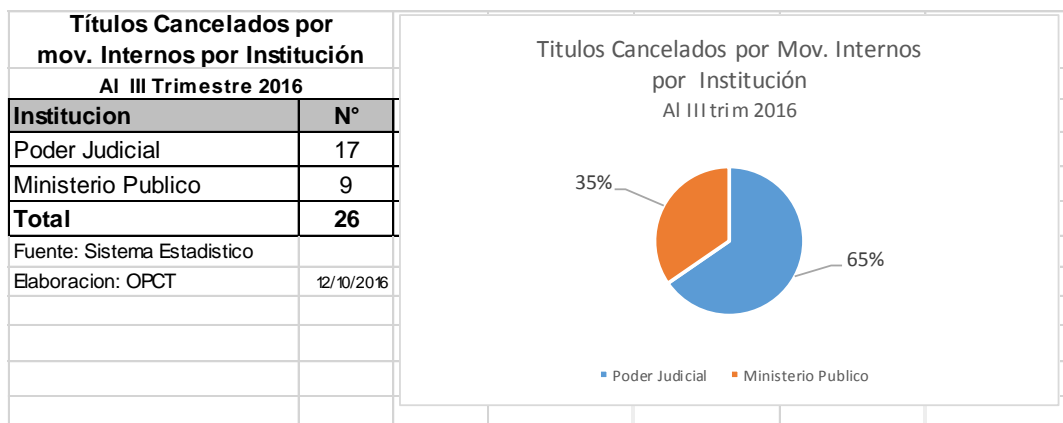 Títulos Cancelados por
mov. Internos por Institución
Al III Trimestre 2016
Institucion N°
Poder Judicial 17
Ministerio Publico 9
Total 26
Fuente: Sistema Estadistico
Elaboracion: OPCT 12/10/2016
Titulos Cancelados por Mov. Internos
por Institución
Al III trim 2016
35%
65%
Poder Judicial Ministerio Publico